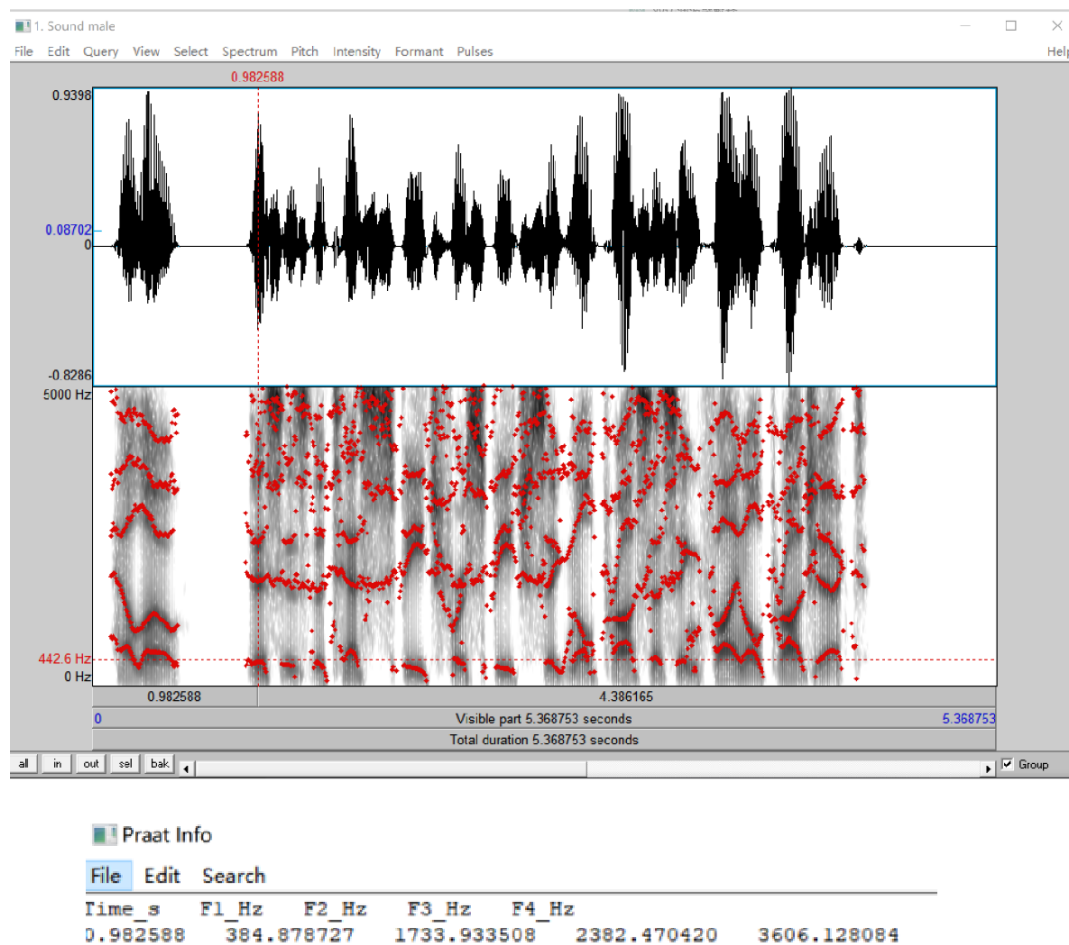 1. Sound male
File Edit Query View Select Spectrum Pitch Intensity Formant Pulses Help
0.982588
0.9398
0.08702
0
-0.8286
5000 Hz
442.6 Hz
0 Hz
0.982588 4.386165
0 Visible part 5.368753 seconds 5.368753
Total duration 5.368753 seconds
all in out sel bak Group
Praat Info
File Edit Search
Time_s F1_Hz F2_Hz F3_Hz F4_Hz
0.982588 384.878727 1733.933508 2382.470420 3606.128084